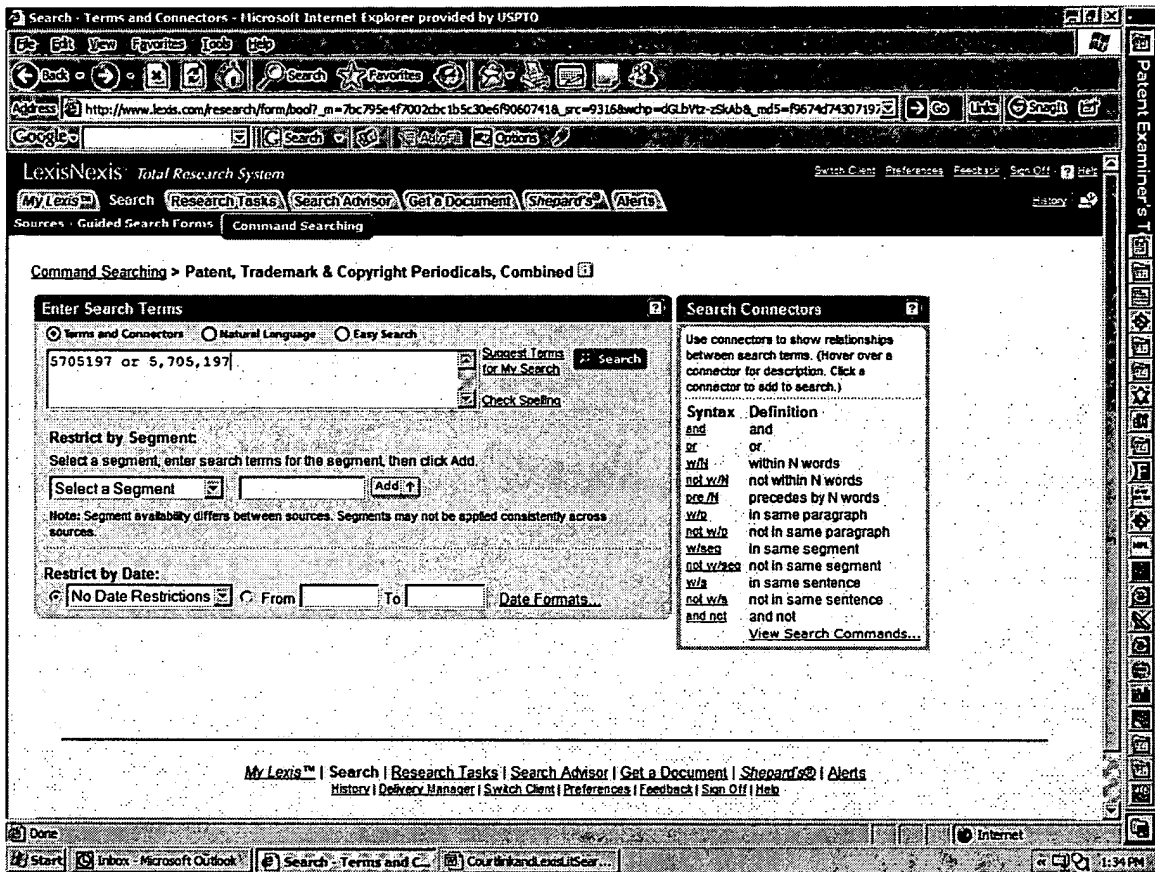 Search - Terms and Connectors - Microsoft Internet Explorer provided by USPTO
File Edit View Favorites Tools Help
Back Search Favorites
Address http://www.lexis.com/research/form/bool?_m=7bc795e4f7002cbc1b5c30e6f9060741&_src=9316&wchp=dGLbVtz-zSkAb&_md5=f9674d74307197 Go Links SnagIt
Google Search AutoFill Options
LexisNexis Total Research System Switch Client Preferences Feedback Sign Off ? Help
My Lexis™ Search Research Tasks Search Advisor Get a Document Shepard's® Alerts History
Sources Guided Search Forms Command Searching
Command Searching > Patent, Trademark & Copyright Periodicals, Combined i
Enter Search Terms ?
Terms and Connectors Natural Language Easy Search
5705197 or 5,705,197
Suggest Terms for My Search
Search
Check Spelling
Restrict by Segment:
Select a segment, enter search terms for the segment, then click Add.
Select a Segment Add ↑
Note: Segment availability differs between sources. Segments may not be applied consistently across
sources.
Restrict by Date:
No Date Restrictions From To Date Formats...
Search Connectors ?
Use connectors to show relationships
between search terms. (Hover over a
connector for description. Click a
connector to add to search.)
Syntax Definition
and and
or or
w/N within N words
not w/N not within N words
pre /N precedes by N words
w/p in same paragraph
not w/p not in same paragraph
w/seg in same segment
not w/seg not in same segment
w/s in same sentence
not w/s not in same sentence
and not and not
View Search Commands...
My Lexis™ | Search | Research Tasks | Search Advisor | Get a Document | Shepard's® | Alerts
History | Delivery Manager | Switch Client | Preferences | Feedback | Sign Off | Help
Done Internet
Start Inbox - Microsoft Outlook Search - Terms and C... CourtlinkandLexisLitSear... 1:34 PM
Patent Examiner's T